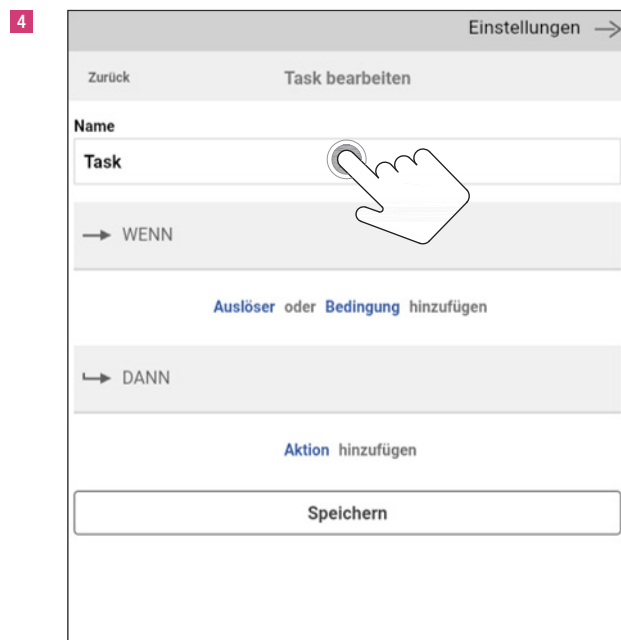 4
Einstellungen
Zurück Task bearbeiten
Name
Task
WENN
Auslöser oder Bedingung hinzufügen
DANN
Aktion hinzufügen
Speichern